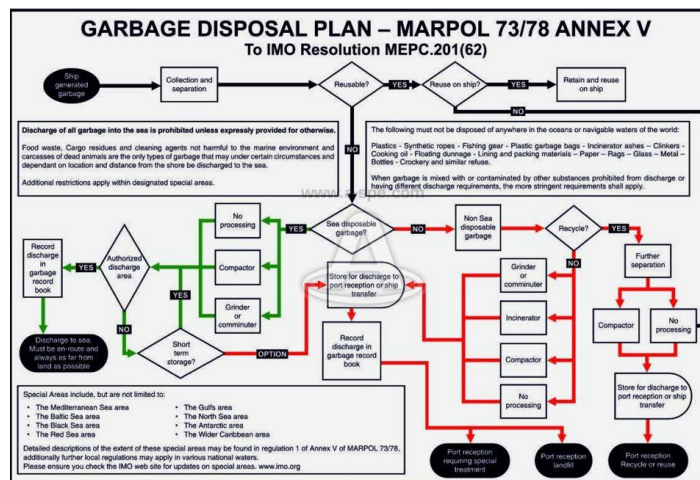 GARBAGE DISPOSAL PLAN – MARPOL 73/78 ANNEX V
To IMO Resolution MEPC.201(62)
Ship
generated
garbage
Collection and
separation
Reusable?
YES
Reuse on ship?
YES
Retain and reuse
on ship
NO
NO
Discharge of all garbage into the sea is prohibited unless expressly provided for otherwise.
Food waste, Cargo residues and cleaning agents not harmful to the marine environment and
carcasses of dead animals are the only types of garbage that may under certain circumstances and
dependant on location and distance from the shore be discharged to the sea.
Additional restrictions apply within designated special areas.
The following must not be disposed of anywhere in the oceans or navigable waters of the world:
Plastics - Synthetic ropes - Fishing gear - Plastic garbage bags - Incinerator ashes – Clinkers -
Cooking oil - Floating dunnage - Lining and packing materials – Paper – Rags – Glass – Metal –
Bottles - Crockery and similar refuse.
When garbage is mixed with or contaminated by other substances prohibited from discharge or
having different discharge requirements, the more stringent requirements shall apply.
Sea disposable
garbage?
YES
NO
Non Sea
disposable
garbage
Recycle?
YES
NO
No
processing
Compactor
Grinder
or
comminuter
Authorized
discharge
area
YES
Record
discharge
in garbage
record
book
NO
YES
Short
term
storage?
OPTION
Discharge to sea.
Must be en-route and
always as far from
land as possible
Store for discharge to
port reception or ship
transfer
Record
discharge in
garbage record
book
Grinder
or
comminuter
Incinerator
Compactor
No
processing
Further
separation
Compactor
No
processing
Store for discharge to
port reception or ship
transfer
Port reception
requiring special
treatment
Port reception
landfill
Port reception
Recycle or reuse
Special Areas include, but are not limited to:
• The Mediterranean Sea area
• The Baltic Sea area
• The Black Sea area
• The Red Sea area
• The Gulfs area
• The North Sea area
• The Antarctic area
• The Wider Caribbean area
Detailed descriptions of the extent of these special areas may be found in regulation 1 of Annex V of MARPOL 73/78,
additionally further local regulations may apply in various national waters.
Please ensure you check the IMO web site for updates on special areas. www.imo.org